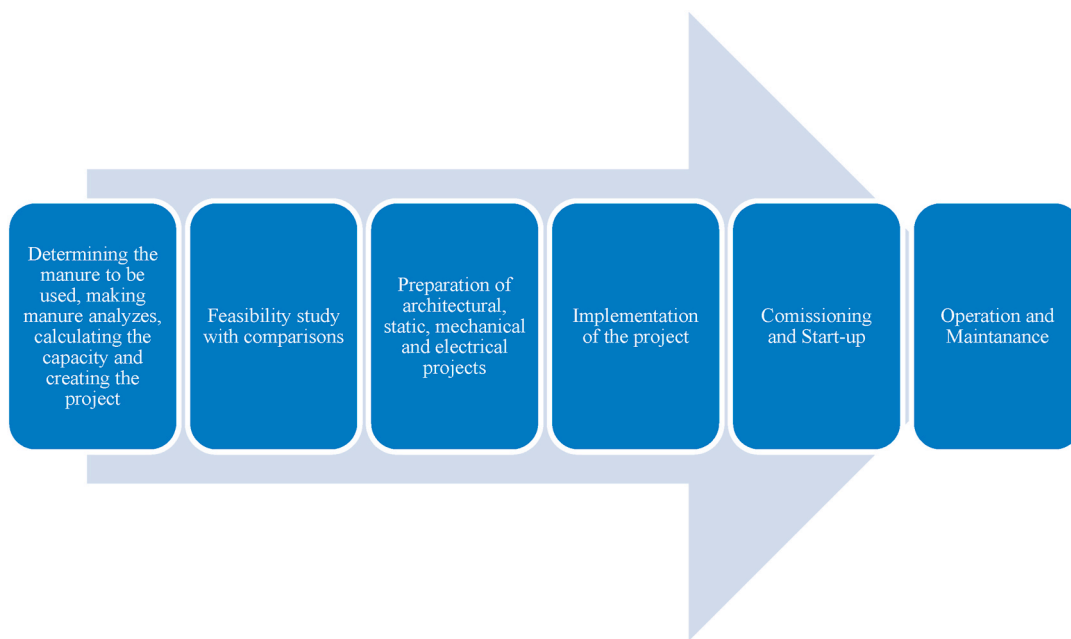 Determining the
manure to be
used, making
manure analyzes,
calculating the
capacity and
creating the
project
Feasibility study
with comparisons
Preparation of
architectural,
static, mechanical
and electrical
projects
Implementation
of the project
Comissioning
and Start-up
Operation and
Maintanance